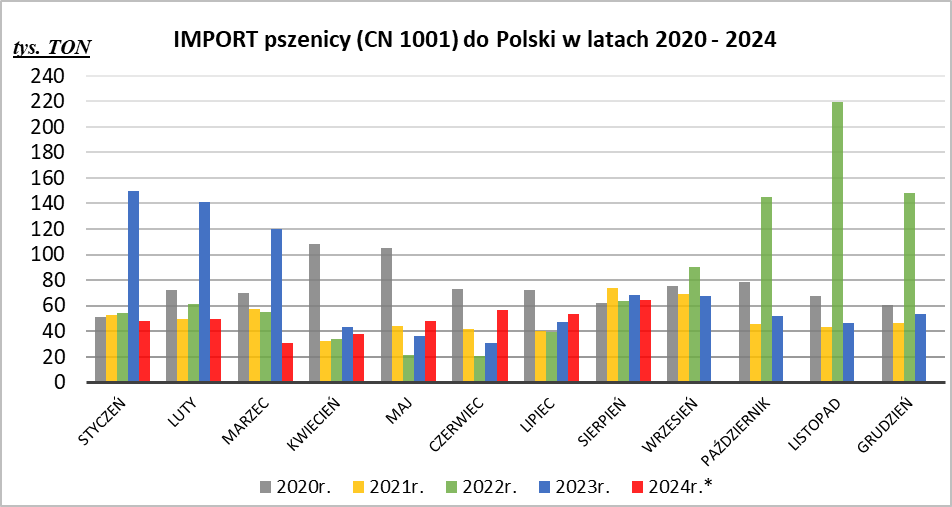 IMPORT pszenicy (CN 1001) do Polski w latach 2020 - 2024
tys. TON
240
220
200
180
160
140
120
100
80
60
40
20
0
STYCZEŃ
LUTY
MARZEC
KWIECIEŃ
MAJ
CZERWIEC
LIPIEC
SIERPIEŃ
WRZESIEŃ
PAŹDZIERNIK
LISTOPAD
GRUDZIEŃ
2020r. 2021r. 2022r. 2023r. 2024r.*